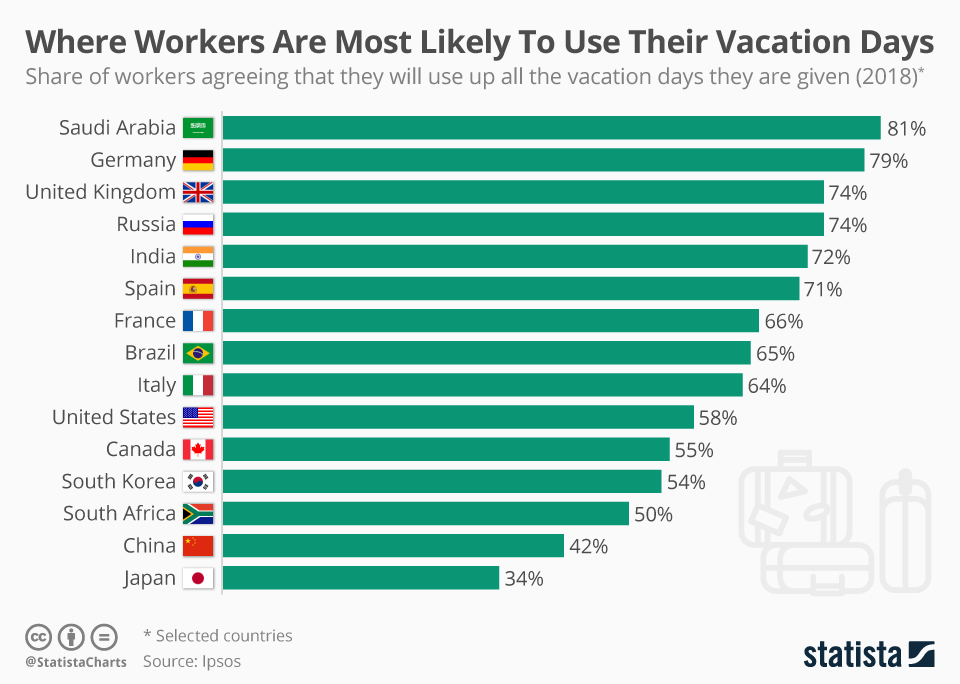 Where Workers Are Most Likely To Use Their Vacation Days
Share of workers agreeing that they will use up all the vacation days they are given (2018)*
Saudi Arabia 81%
Germany 79%
United Kingdom 74%
Russia 74%
India 72%
Spain 71%
France 66%
Brazil 65%
Italy 64%
United States 58%
Canada 55%
South Korea 54%
South Africa 50%
China 42%
Japan 34%
cc
* Selected countries
@StatistaCharts Source: Ipsos
statista